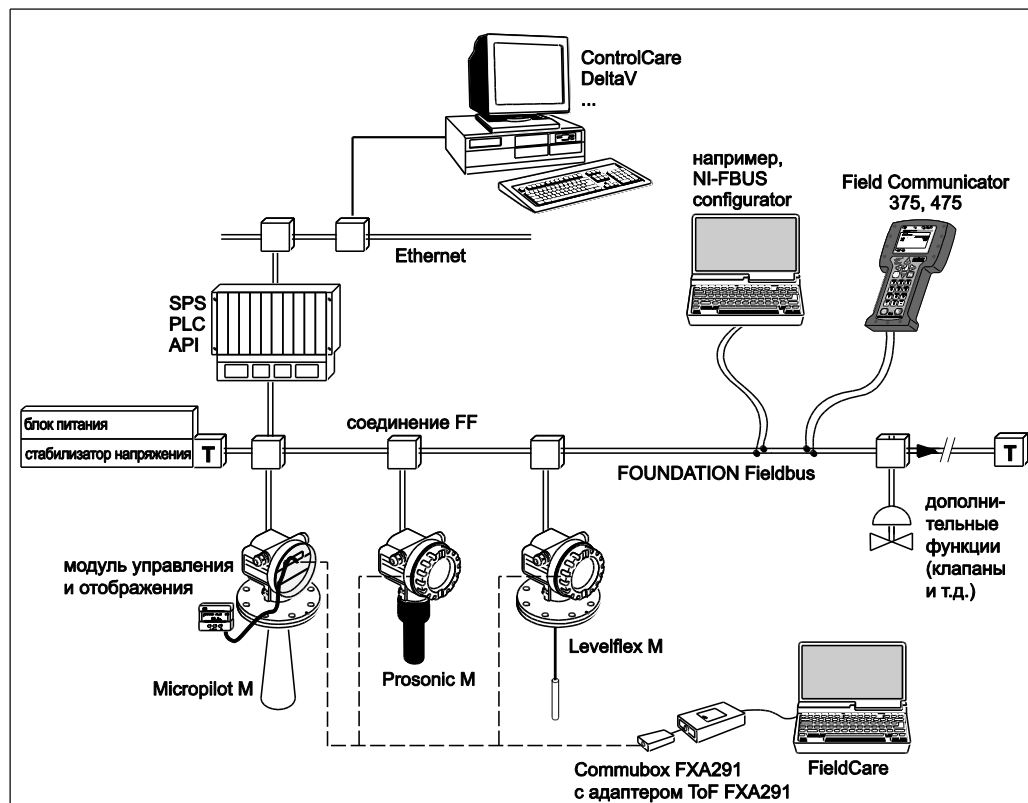 ControlCare
DeltaV
...
например,
NI-FBUS
configurator
Field Communicator
375, 475
Ethernet
SPS
PLC
API
блок питания
стабилизатор напряжения
T
соединение FF
FOUNDATION Fieldbus
T
дополни-
тельные
функции
(клапаны
и т.д.)
модуль управления
и отображения
Micropilot M
Prosonic M
Levelflex M
Commubox FXA291
с адаптером ToF FXA291
FieldCare